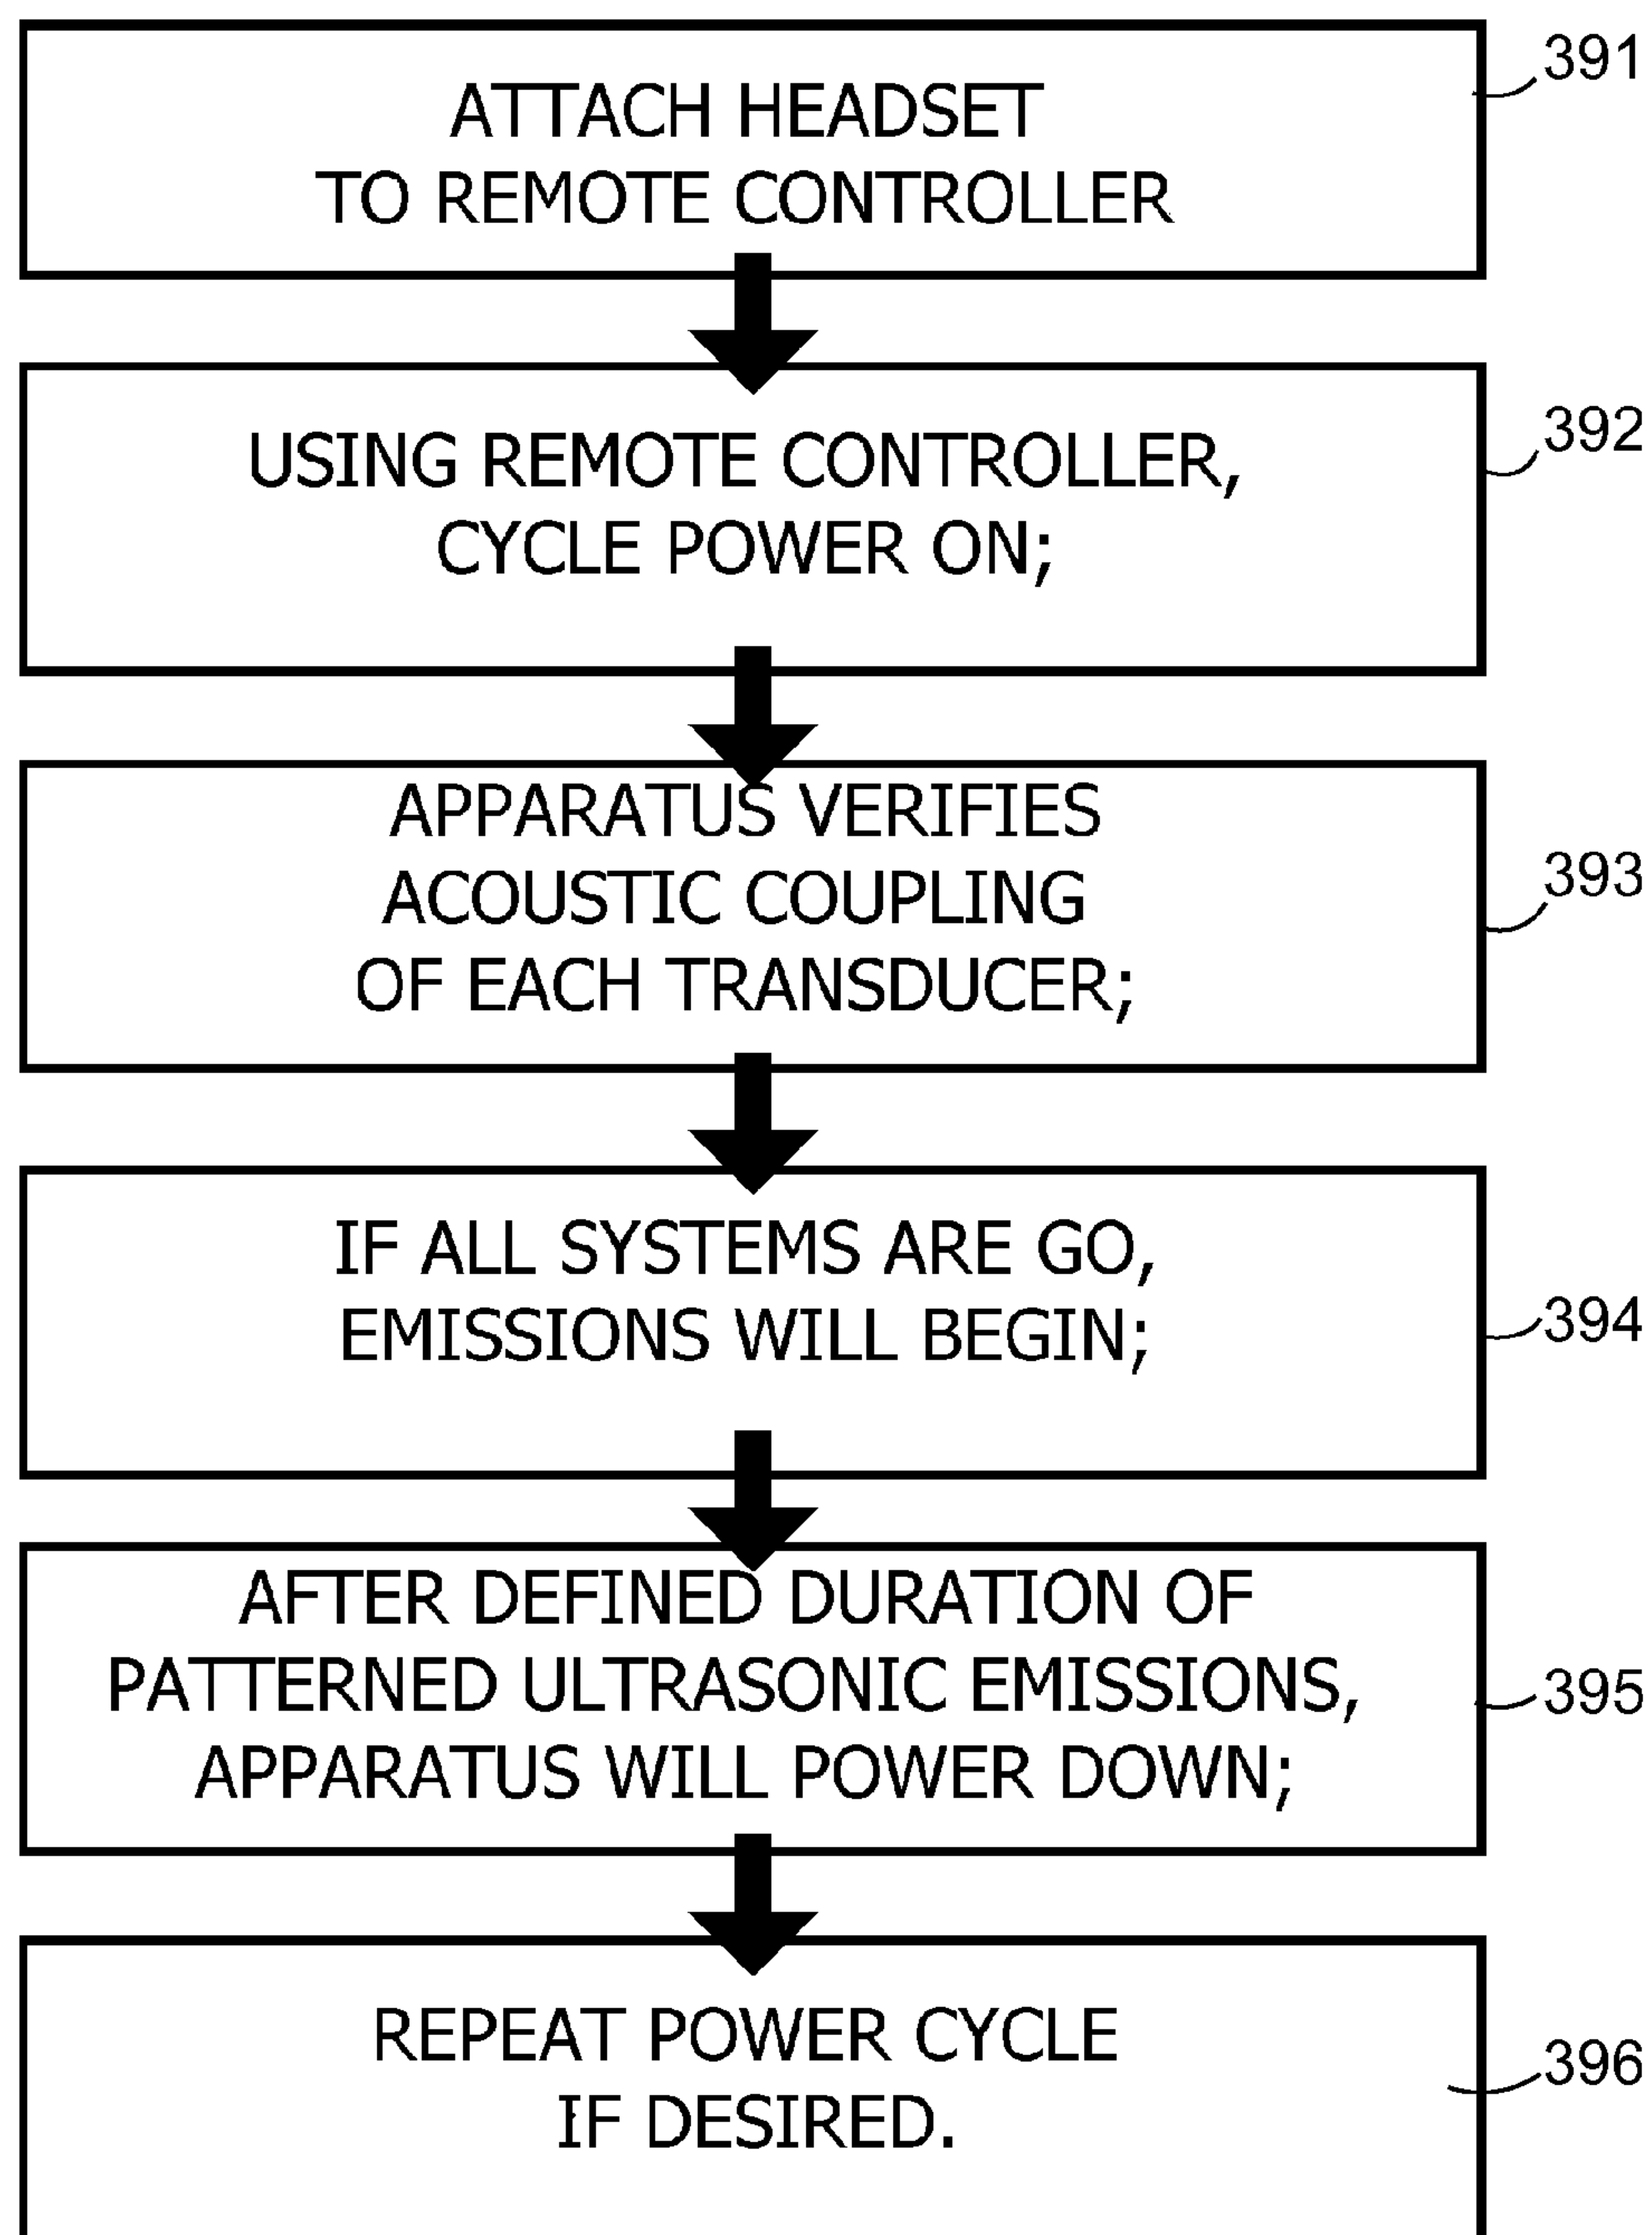 ATTACH HEADSET
TO REMOTE CONTROLLER
391
USING REMOTE CONTROLLER,
CYCLE POWER ON;
392
APPARATUS VERIFIES
ACOUSTIC COUPLING
OF EACH TRANSDUCER;
393
IF ALL SYSTEMS ARE GO,
EMISSIONS WILL BEGIN;
394
AFTER DEFINED DURATION OF
PATTERNED ULTRASONIC EMISSIONS,
APPARATUS WILL POWER DOWN;
395
REPEAT POWER CYCLE
IF DESIRED.
396